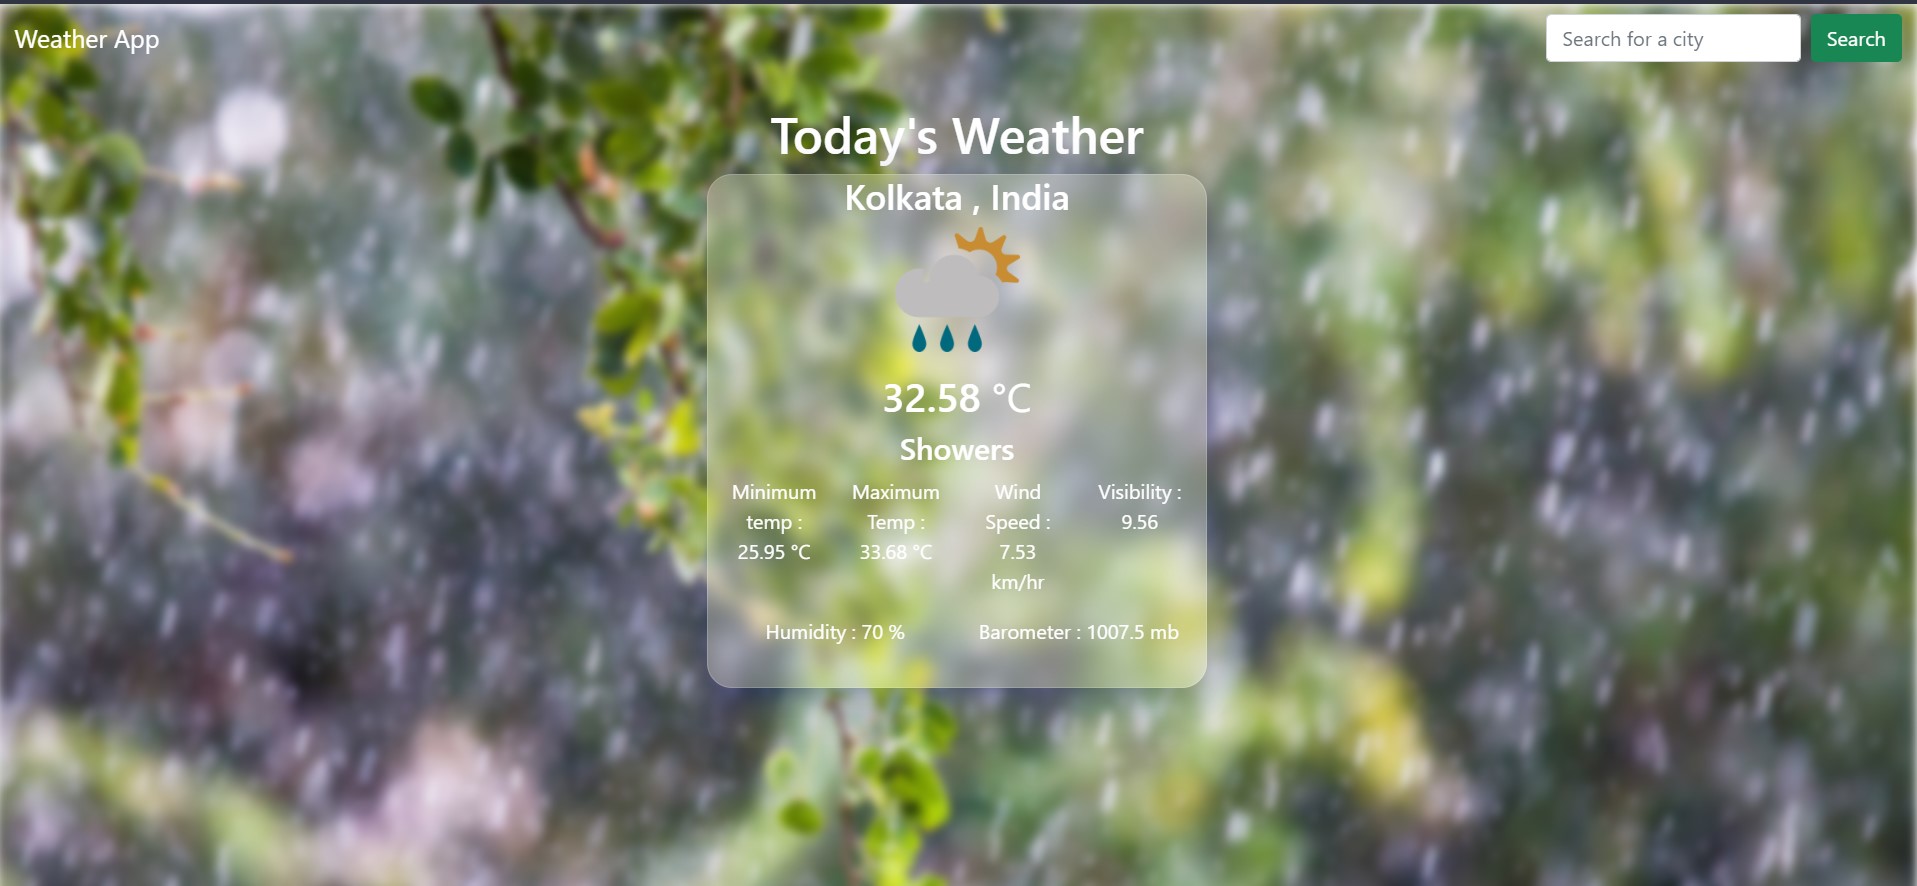 Weather App
Search for a city
Search
Today's Weather
Kolkata , India
32.58 °C
Showers
Minimum
temp :
25.95 °C
Maximum
Temp :
33.68 °C
Wind
Speed :
7.53
km/hr
Visibility :
9.56
Humidity : 70 %
Barometer : 1007.5 mb